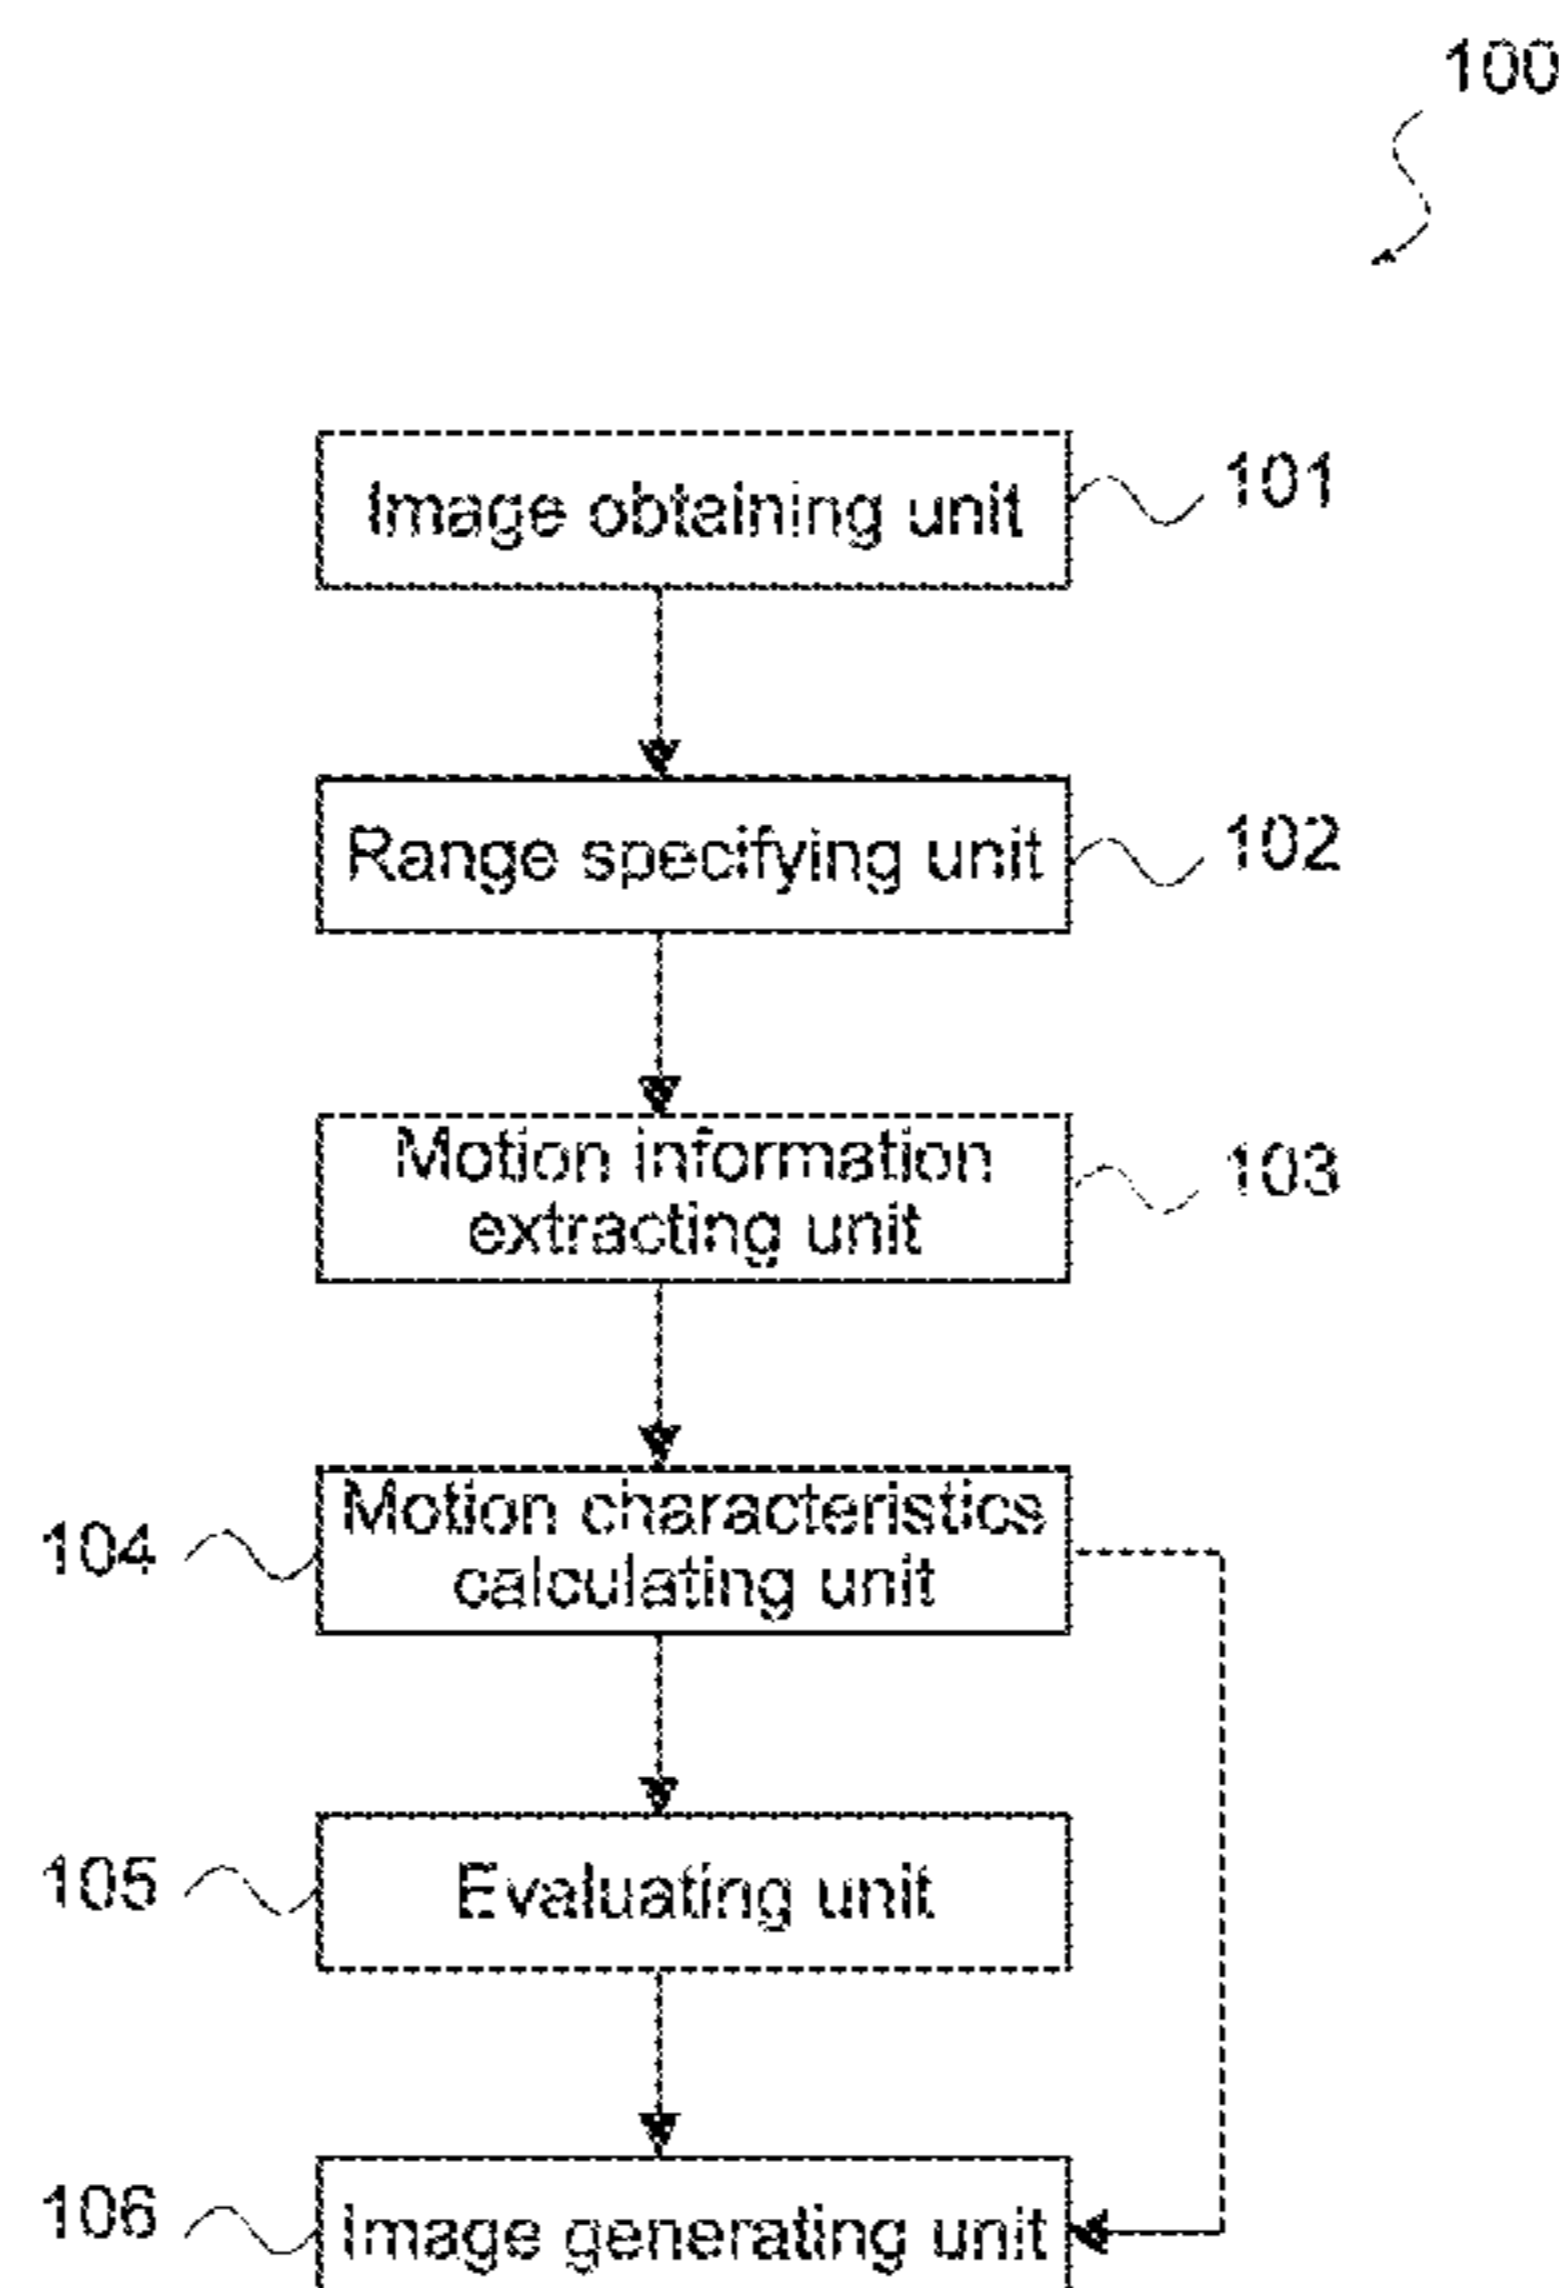 100
Image obtaining unit
101
Range specifying unit
102
Motion information
extracting unit
103
Motion characteristics
calculating unit
104
Evaluating unit
105
Image generating unit
106